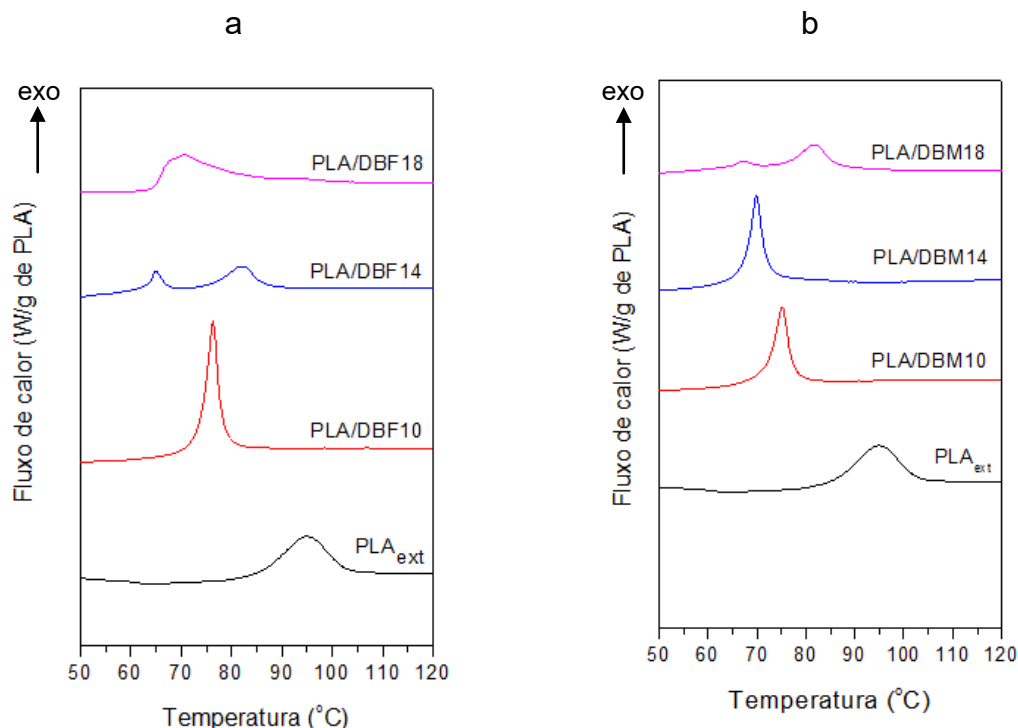 a
exo
Fluxo de calor (W/g de PLA)
PLA/DBF18
PLA/DBF14
PLA/DBF10
PLAext
50 60 70 80 90 100 110 120
Temperatura (°C)
b
exo
Fluxo de calor (W/g de PLA)
PLA/DBM18
PLA/DBM14
PLA/DBM10
PLAext
50 60 70 80 90 100 110 120
Temperatura (°C)